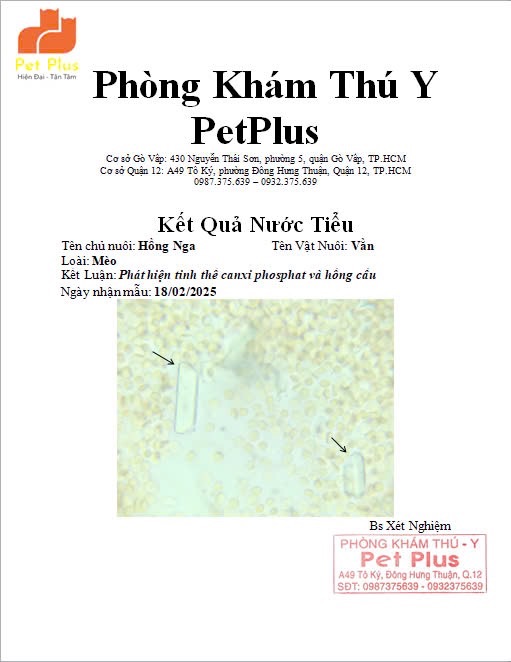 Pet Plus
Hiện Đại - Tận Tâm
Phòng Khám Thú Y
PetPlus
Cơ sở Gò Vấp: 430 Nguyễn Thái Sơn, phường 5, quận Gò Vấp, TP.HCM
Cơ sở Quận 12: A49 Tô Ký, phường Đông Hưng Thuận, Quận 12, TP.HCM
0987.375.639 – 0932.375.639
Kết Quả Nước Tiểu
Tên chủ nuôi: Hồng Nga Tên Vật Nuôi: Vằn
Loài: Mèo
Kết Luận: Phát hiện tinh thể canxi phosphat và hồng cầu
Ngày nhận mẫu: 18/02/2025
Bs Xét Nghiệm
PHÒNG KHÁM THÚ - Y
Pet Plus
A49 Tô Ký, Đông Hưng Thuận, Q.12
SĐT: 0987375639 - 0932375639